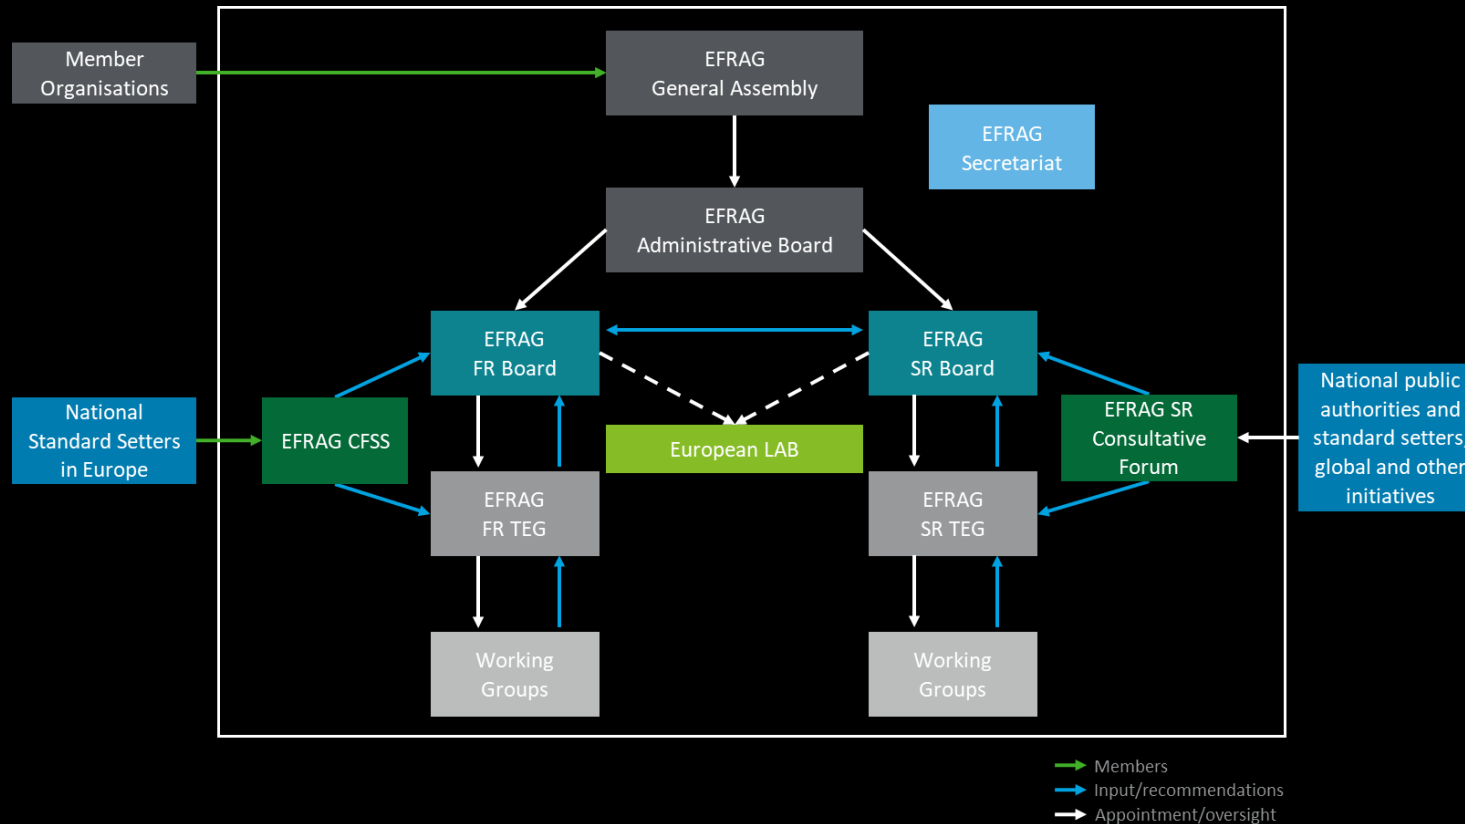 Member
Organisations
EFRAG
General Assembly
EFRAG
Secretariat
EFRAG
Administrative Board
EFRAG
FR Board
EFRAG
SR Board
National
Standard Setters
in Europe
EFRAG CFSS
European LAB
EFRAG SR
Consultative
Forum
National public
authorities and
standard setters,
global and other
initiatives
EFRAG
FR TEG
EFRAG
SR TEG
Working
Groups
Working
Groups
Members
Input/recommendations
Appointment/oversight